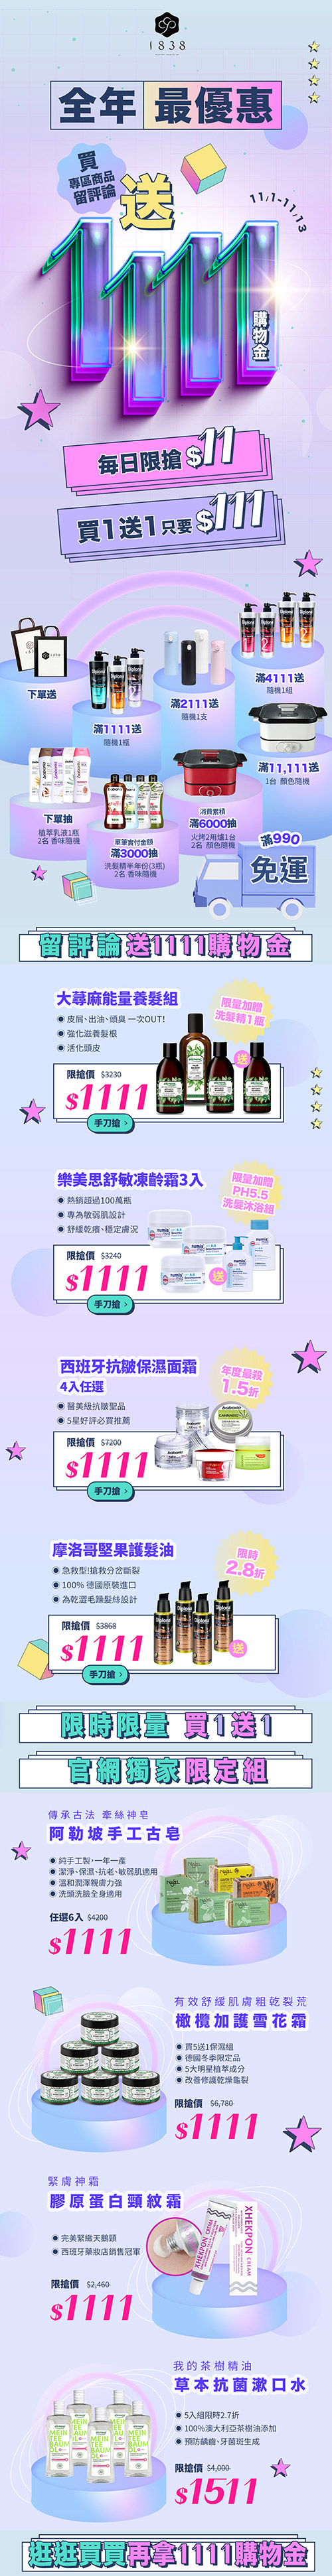 1838
全年最優惠
買
專區商品
留評論
送
11/1-11/13
1111
購物金
每日限搶$11
買1送1只要$111
下單送
滿1111送
隨機1瓶
滿2111送
隨機1支
滿4111送
隨機1組
滿11,111送
1台 顏色隨機
下單抽
植萃乳液1瓶
2名 香味隨機
單筆實付金額
滿3000抽
洗髮精半年份(3瓶)
2名 香味隨機
消費累積
滿6000抽
火烤2用爐1台
2名 顏色隨機
滿990
免運
留評論送1111購物金
大蕁麻能量養髮組
皮屑、出油、頭臭 一次OUT!
強化滋養髮根
活化頭皮
限量加贈
洗髮精1瓶
送
限搶價 $3230
$1111
手刀搶 >
樂美思舒敏凍齡霜3入
熱銷超過100萬瓶
專為敏弱肌設計
舒緩乾癢、穩定膚況
限量加贈
PH5.5
洗髮沐浴組
送
限搶價 $3240
$1111
手刀搶 >
西班牙抗皺保濕面霜
4入任選
醫美級抗皺聖品
5星好評必買推薦
年度最殺
1.5折
限搶價 $7200
$1111
手刀搶 >
摩洛哥堅果護髮油
急救型!搶救分岔斷裂
100% 德國原裝進口
為乾澀毛躁髮絲設計
限時
2.8折
送
限搶價 $3868
$1111
手刀搶 >
限時限量 買1送1
官網獨家限定組
傳承古法 牽絲神皂
阿勒坡手工古皂
純手工製,一年一產
潔淨、保濕、抗老、敏弱肌適用
溫和潤澤親膚力強
洗頭洗臉全身適用
任選6入 $4200
$1111
有效舒緩肌膚粗乾裂荒
橄欖加護雪花霜
買5送1保濕組
德國冬季限定品
5大明星植萃成分
改善修護乾燥龜裂
限搶價 $6,780
$1111
緊膚神霜
膠原蛋白頸紋霜
完美緊緻天鵝頸
西班牙藥妝店銷售冠軍
XHEKPON CREMA
XHEKPON CREAM
限搶價 $2,460
$1111
我的茶樹精油
草本抗菌漱口水
5入組限時2.7折
100%澳大利亞茶樹油添加
預防齲齒、牙菌斑生成
MEIN
TEE
BAUM
ÖL
限搶價 $4,000
$1511
逛逛買買再拿1111購物金